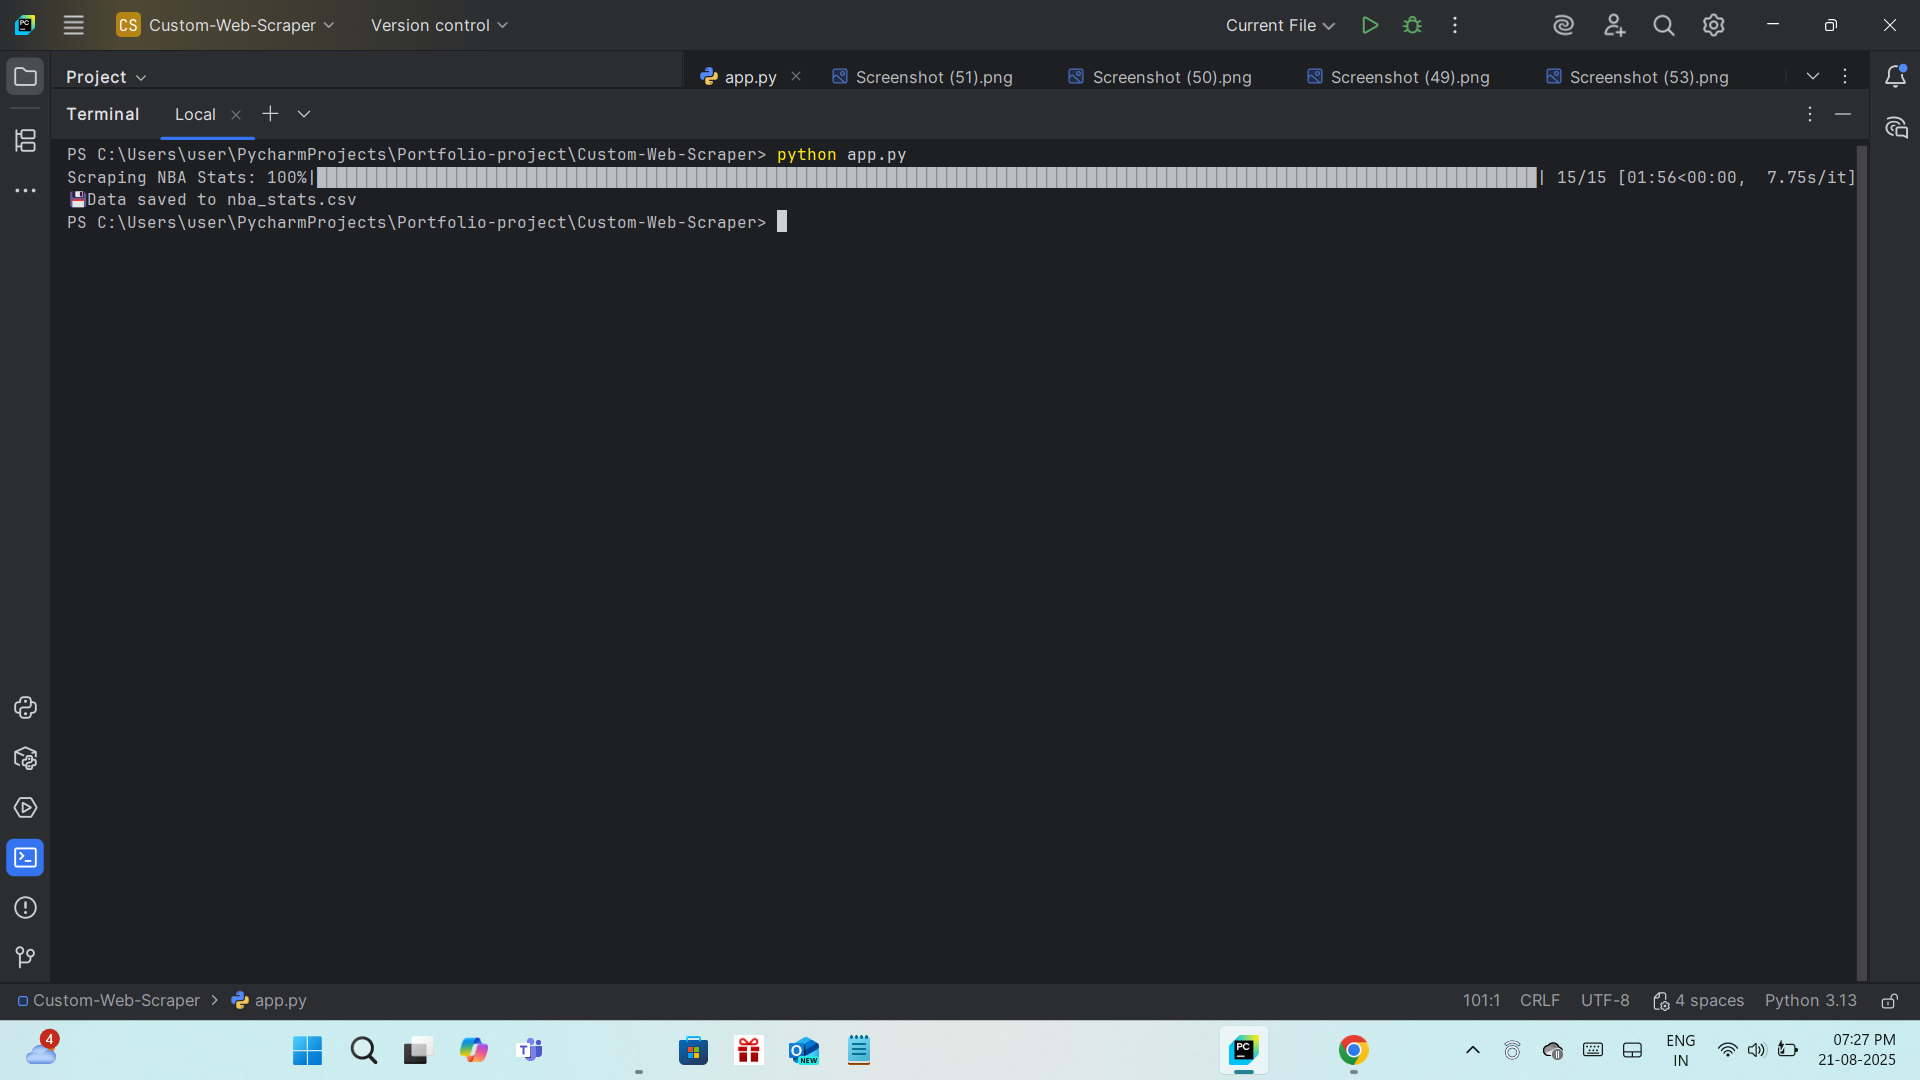 PC
CS Custom-Web-Scraper
Version control
Current File
Project
app.py
Screenshot (51).png
Screenshot (50).png
Screenshot (49).png
Screenshot (53).png
Terminal
Local
PS C:\Users\user\PycharmProjects\Portfolio-project\Custom-Web-Scraper> python app.py
Scraping NBA Stats: 100%|██████████| 15/15 [01:56<00:00,  7.75s/it]
💾Data saved to nba_stats.csv
PS C:\Users\user\PycharmProjects\Portfolio-project\Custom-Web-Scraper>
Custom-Web-Scraper > app.py
101:1 CRLF UTF-8 4 spaces Python 3.13
4
T
O NEW
PC
ENG
IN
07:27 PM
21-08-2025